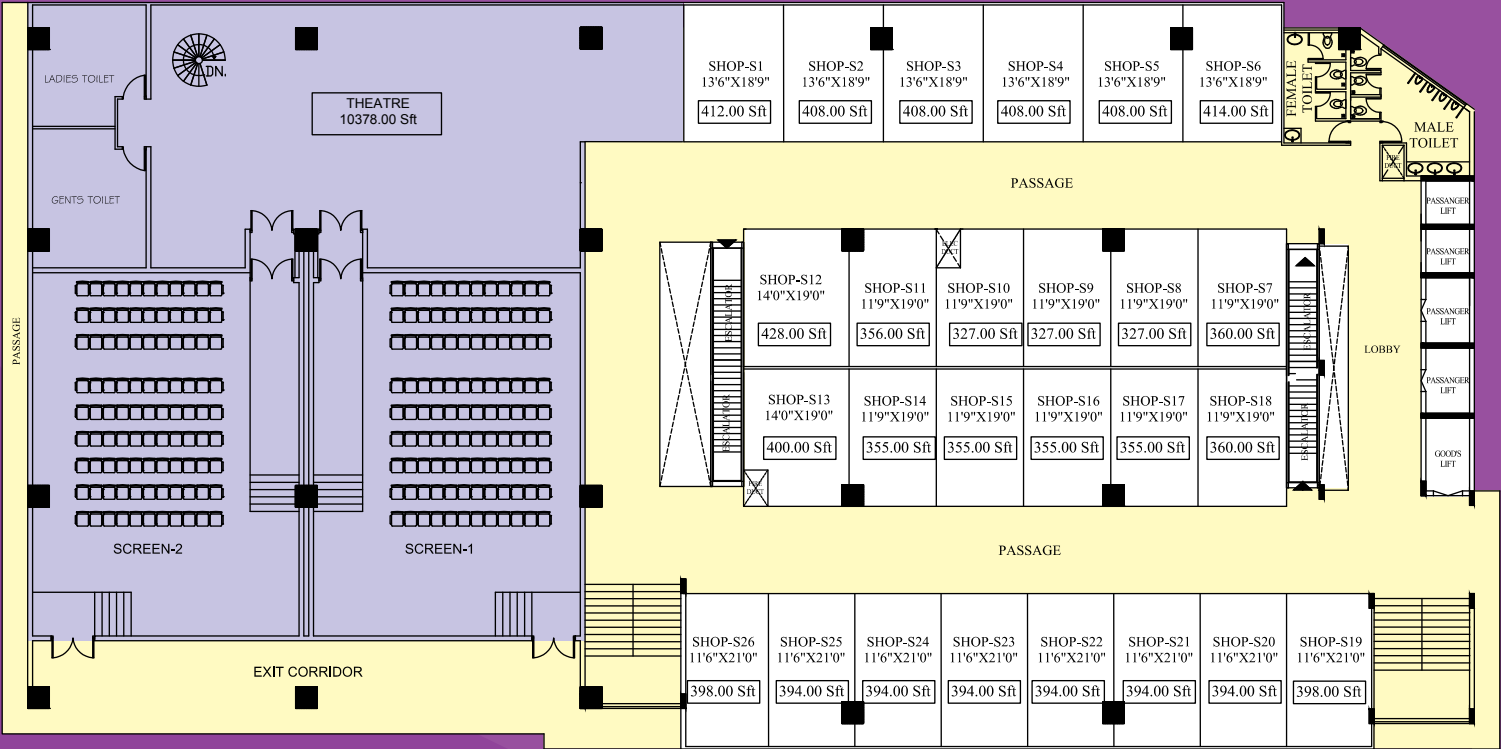 LADIES TOILET
DN.
THEATRE
10378.00 Sft
GENTS TOILET
PASSAGE
SCREEN-2
SCREEN-1
EXIT CORRIDOR
SHOP-S1
13'6"X18'9"
412.00 Sft
SHOP-S2
13'6"X18'9"
408.00 Sft
SHOP-S3
13'6"X18'9"
408.00 Sft
SHOP-S4
13'6"X18'9"
408.00 Sft
SHOP-S5
13'6"X18'9"
408.00 Sft
SHOP-S6
13'6"X18'9"
414.00 Sft
FEMALE
TOILET
MALE
TOILET
FIRE
DUCT
PASSAGE
PASSANGER
LIFT
PASSANGER
LIFT
PASSANGER
LIFT
PASSANGER
LIFT
GOOD'S
LIFT
LOBBY
ESCALATOR
ESCALATOR
SHOP-S12
14'0"X19'0"
428.00 Sft
SHOP-S11
11'9"X19'0"
356.00 Sft
ELEC
DUCT
SHOP-S10
11'9"X19'0"
327.00 Sft
SHOP-S9
11'9"X19'0"
327.00 Sft
SHOP-S8
11'9"X19'0"
327.00 Sft
SHOP-S7
11'9"X19'0"
360.00 Sft
ESCALATOR
ESCALATOR
SHOP-S13
14'0"X19'0"
400.00 Sft
FIRE
DUCT
SHOP-S14
11'9"X19'0"
355.00 Sft
SHOP-S15
11'9"X19'0"
355.00 Sft
SHOP-S16
11'9"X19'0"
355.00 Sft
SHOP-S17
11'9"X19'0"
355.00 Sft
SHOP-S18
11'9"X19'0"
360.00 Sft
PASSAGE
SHOP-S26
11'6"X21'0"
398.00 Sft
SHOP-S25
11'6"X21'0"
394.00 Sft
SHOP-S24
11'6"X21'0"
394.00 Sft
SHOP-S23
11'6"X21'0"
394.00 Sft
SHOP-S22
11'6"X21'0"
394.00 Sft
SHOP-S21
11'6"X21'0"
394.00 Sft
SHOP-S20
11'6"X21'0"
394.00 Sft
SHOP-S19
11'6"X21'0"
398.00 Sft